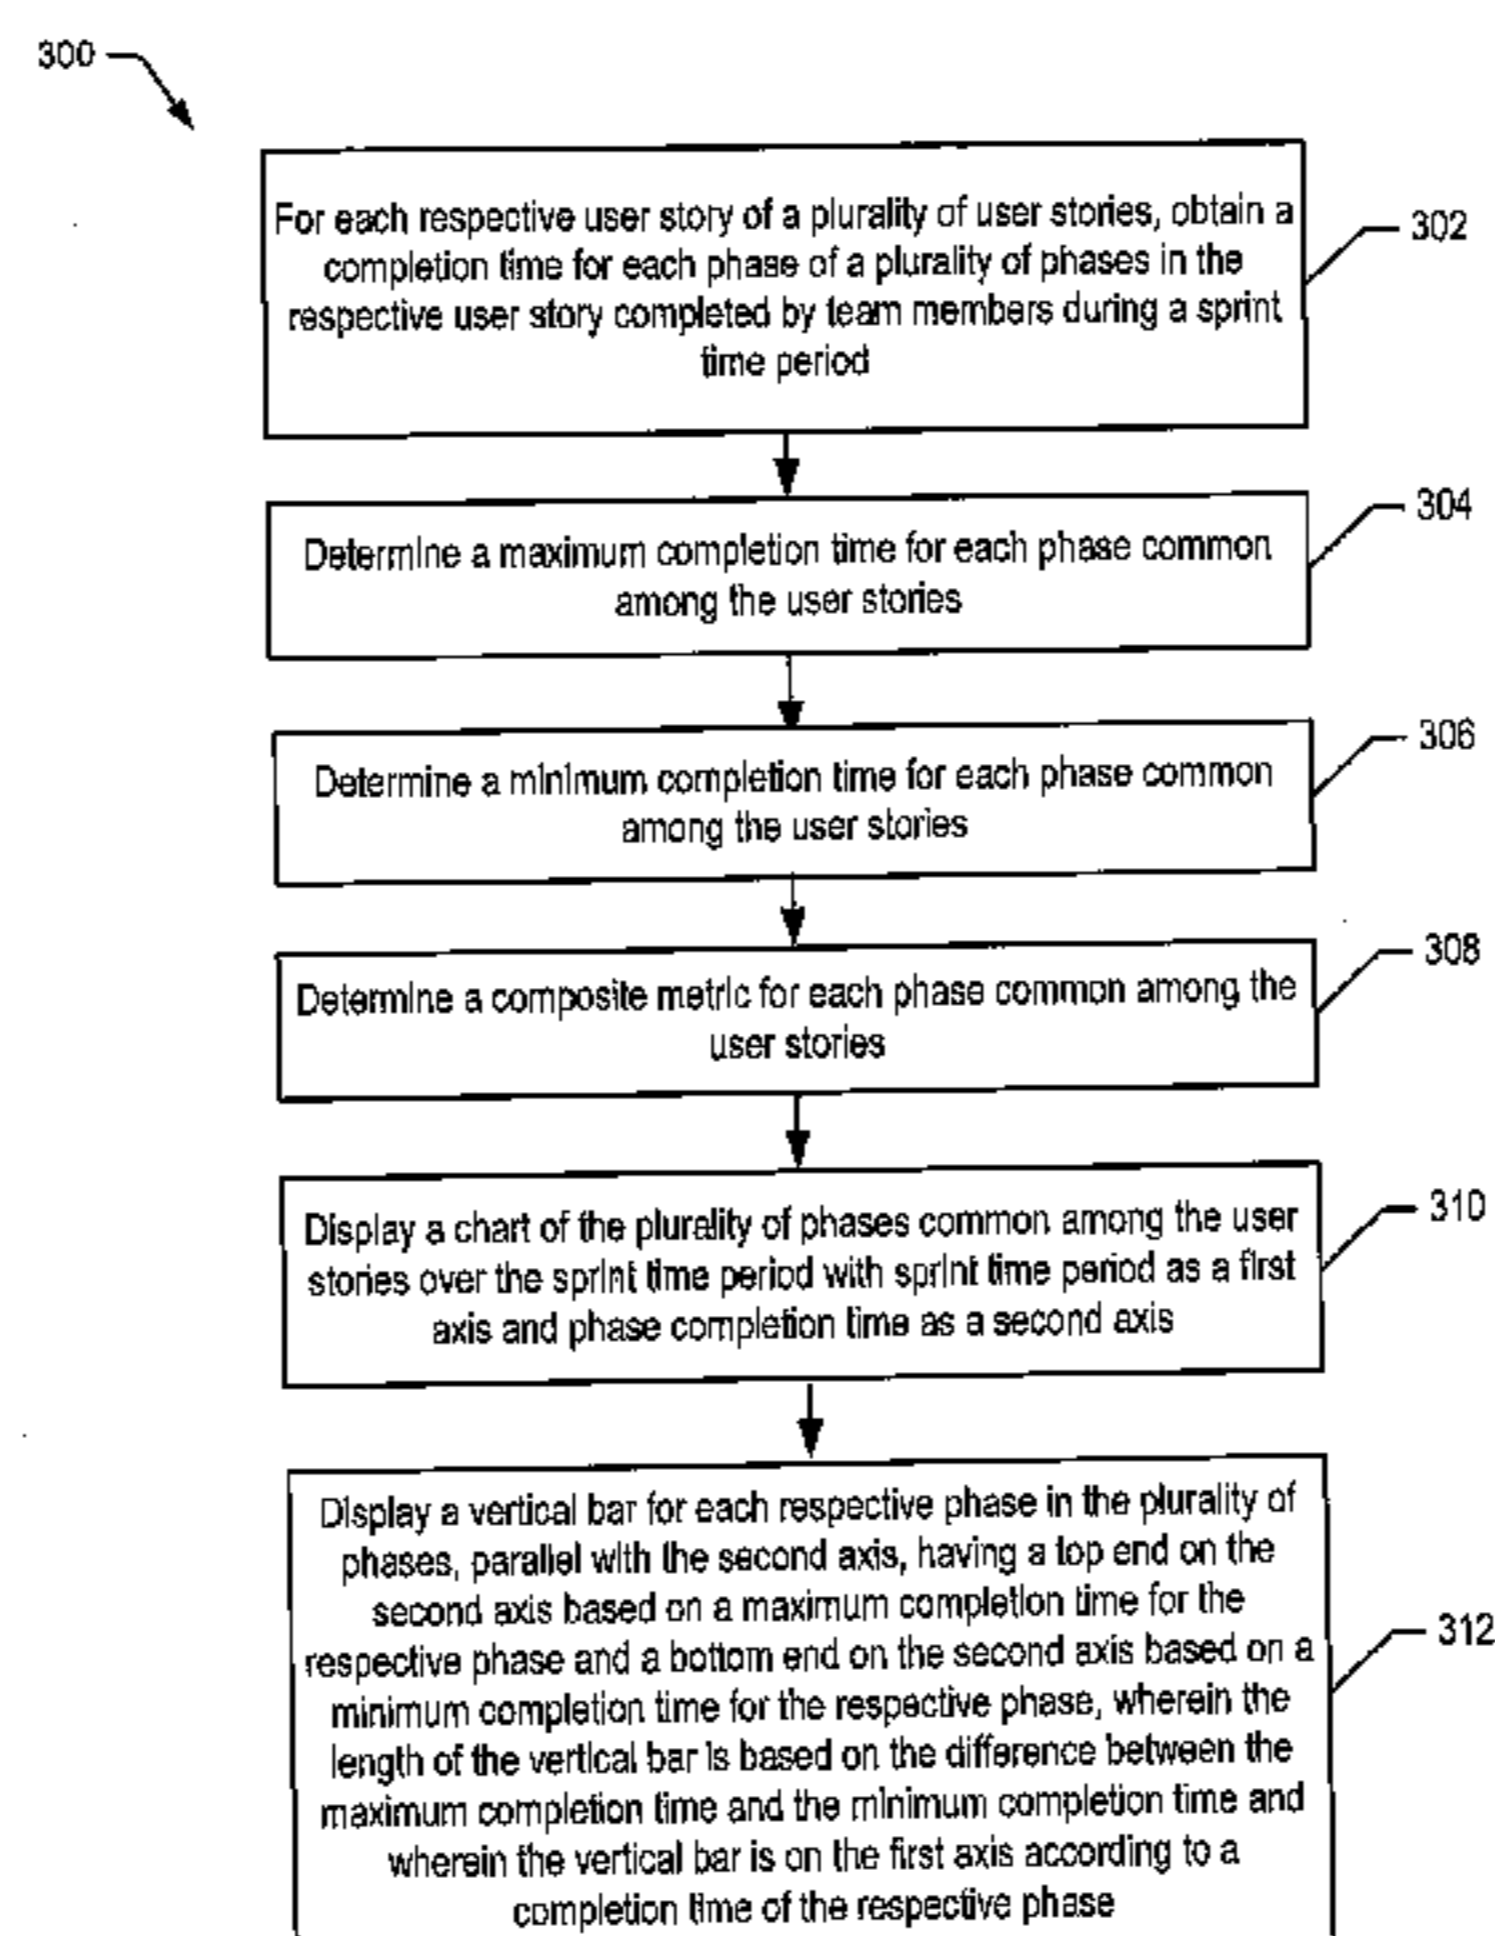 300
For each respective user story of a plurality of user stories, obtain a
completion time for each phase of a plurality of phases in the
respective user story completed by team members during a sprint
time period
302
Determine a maximum completion time for each phase common
among the user stories
304
Determine a minimum completion time for each phase common
among the user stories
306
Determine a composite metric for each phase common among the
user stories
308
Display a chart of the plurality of phases common among the user
stories over the sprint time period with sprint time period as a first
axis and phase completion time as a second axis
310
Display a vertical bar for each respective phase in the plurality of
phases, parallel with the second axis, having a top end on the
second axis based on a maximum completion time for the
respective phase and a bottom end on the second axis based on a
minimum completion time for the respective phase, wherein the
length of the vertical bar is based on the difference between the
maximum completion time and the minimum completion time and
wherein the vertical bar is on the first axis according to a
completion time of the respective phase
312